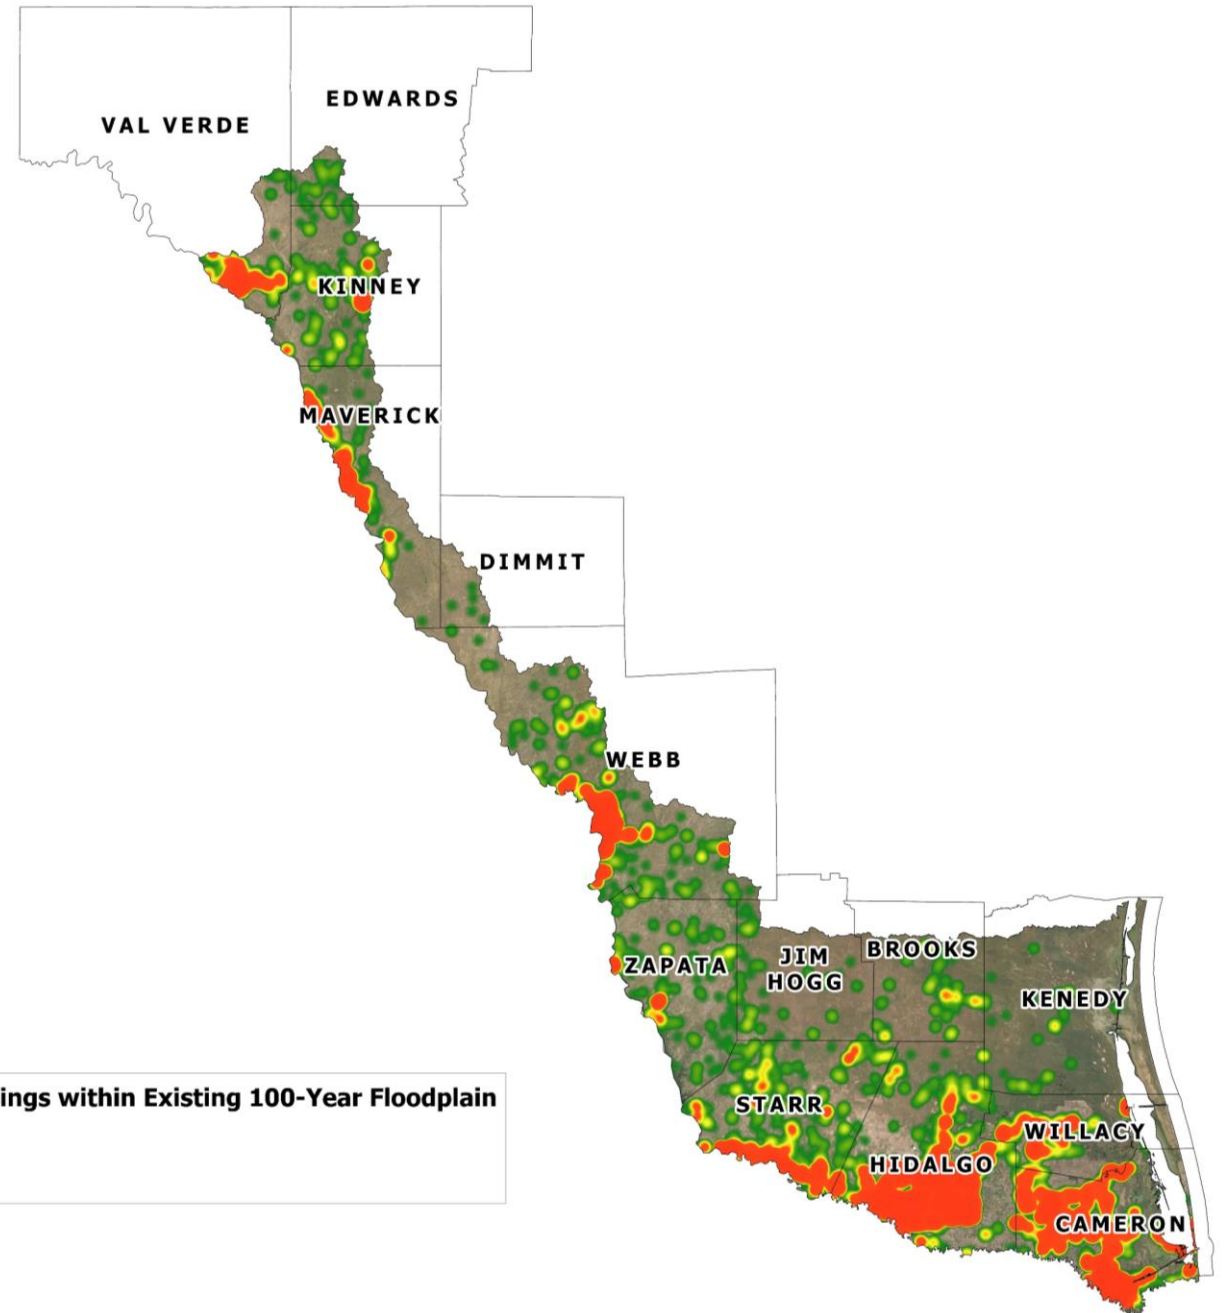 EDWARDS
VAL VERDE
KINNEY
MAVERICK
DIMMIT
WEBB
BROOKS
JIM
HOGG
ZAPATA
KENEDY
ings within Existing 100-Year Floodplain
STARR
WILLACY
HIDALGO
CAMERON